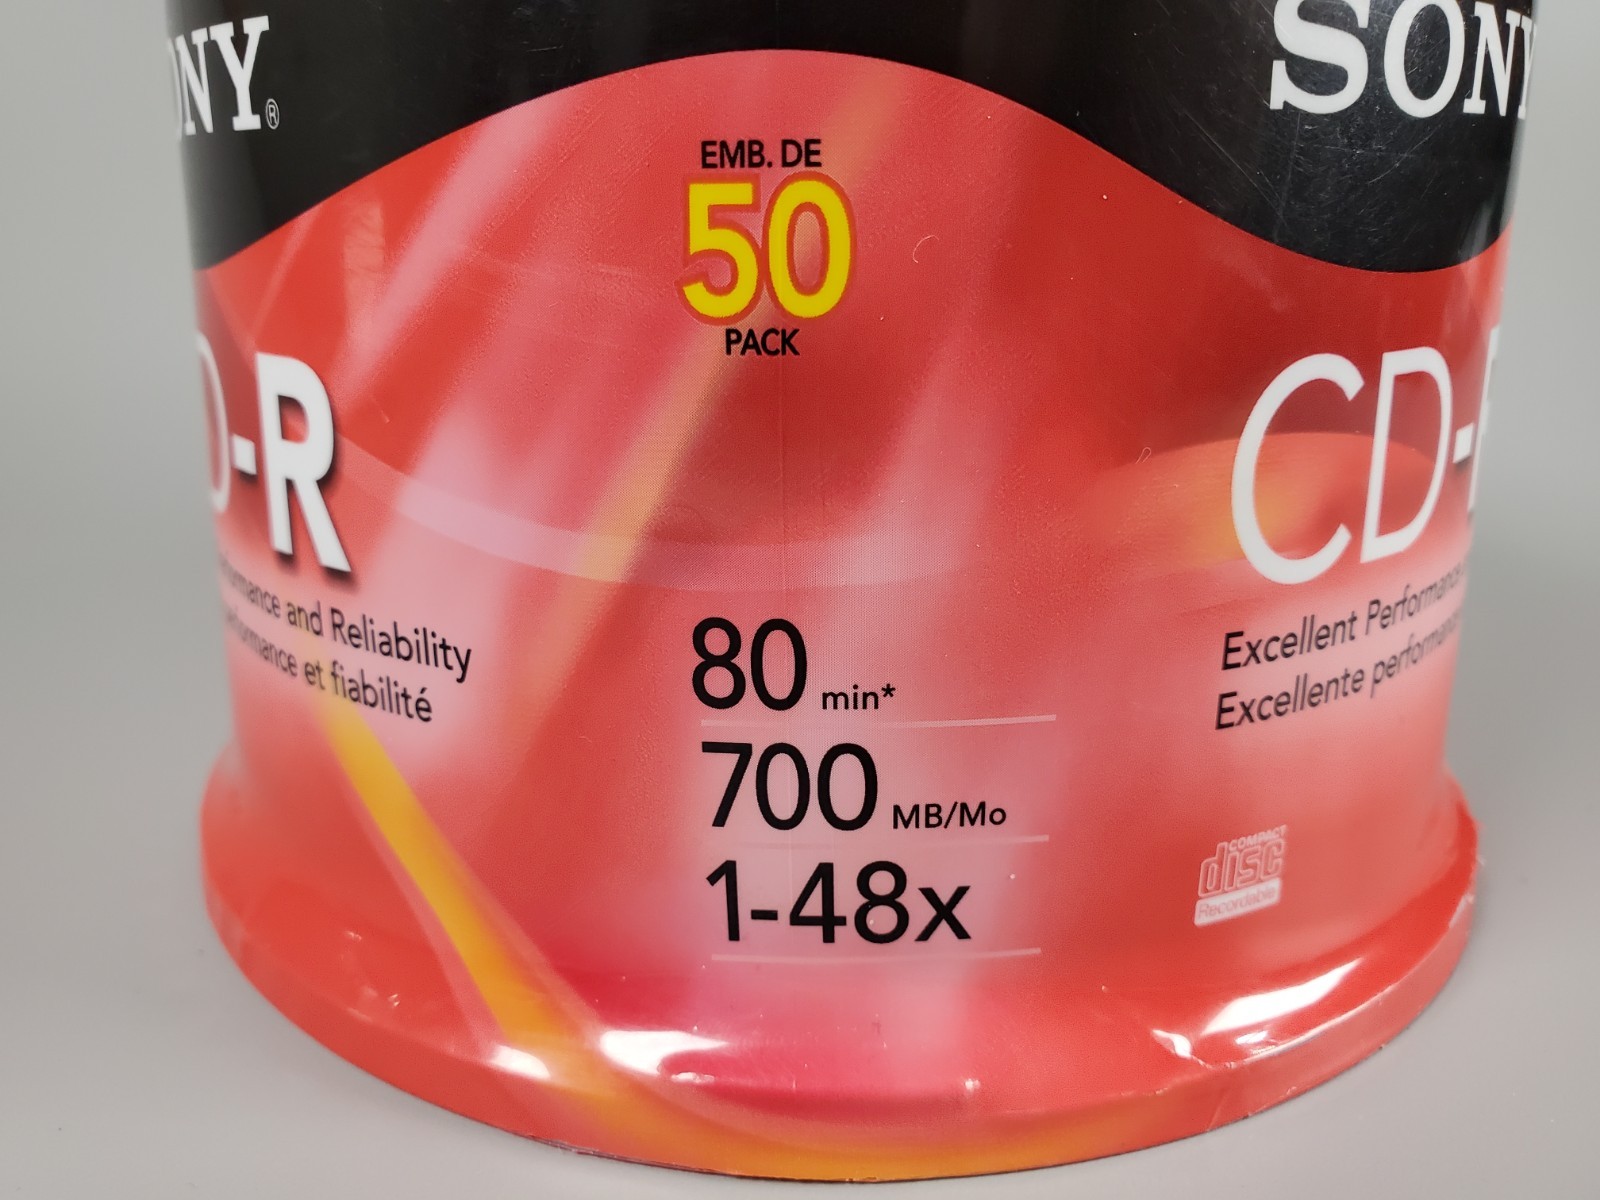 SONY
EMB. DE
50
PACK
-R
and Reliability
et fiabilité
80 min*
700 MB/Mo
1-48x
CD-
Excellent Performance
Excellente
COMPACT
disc
Recordable